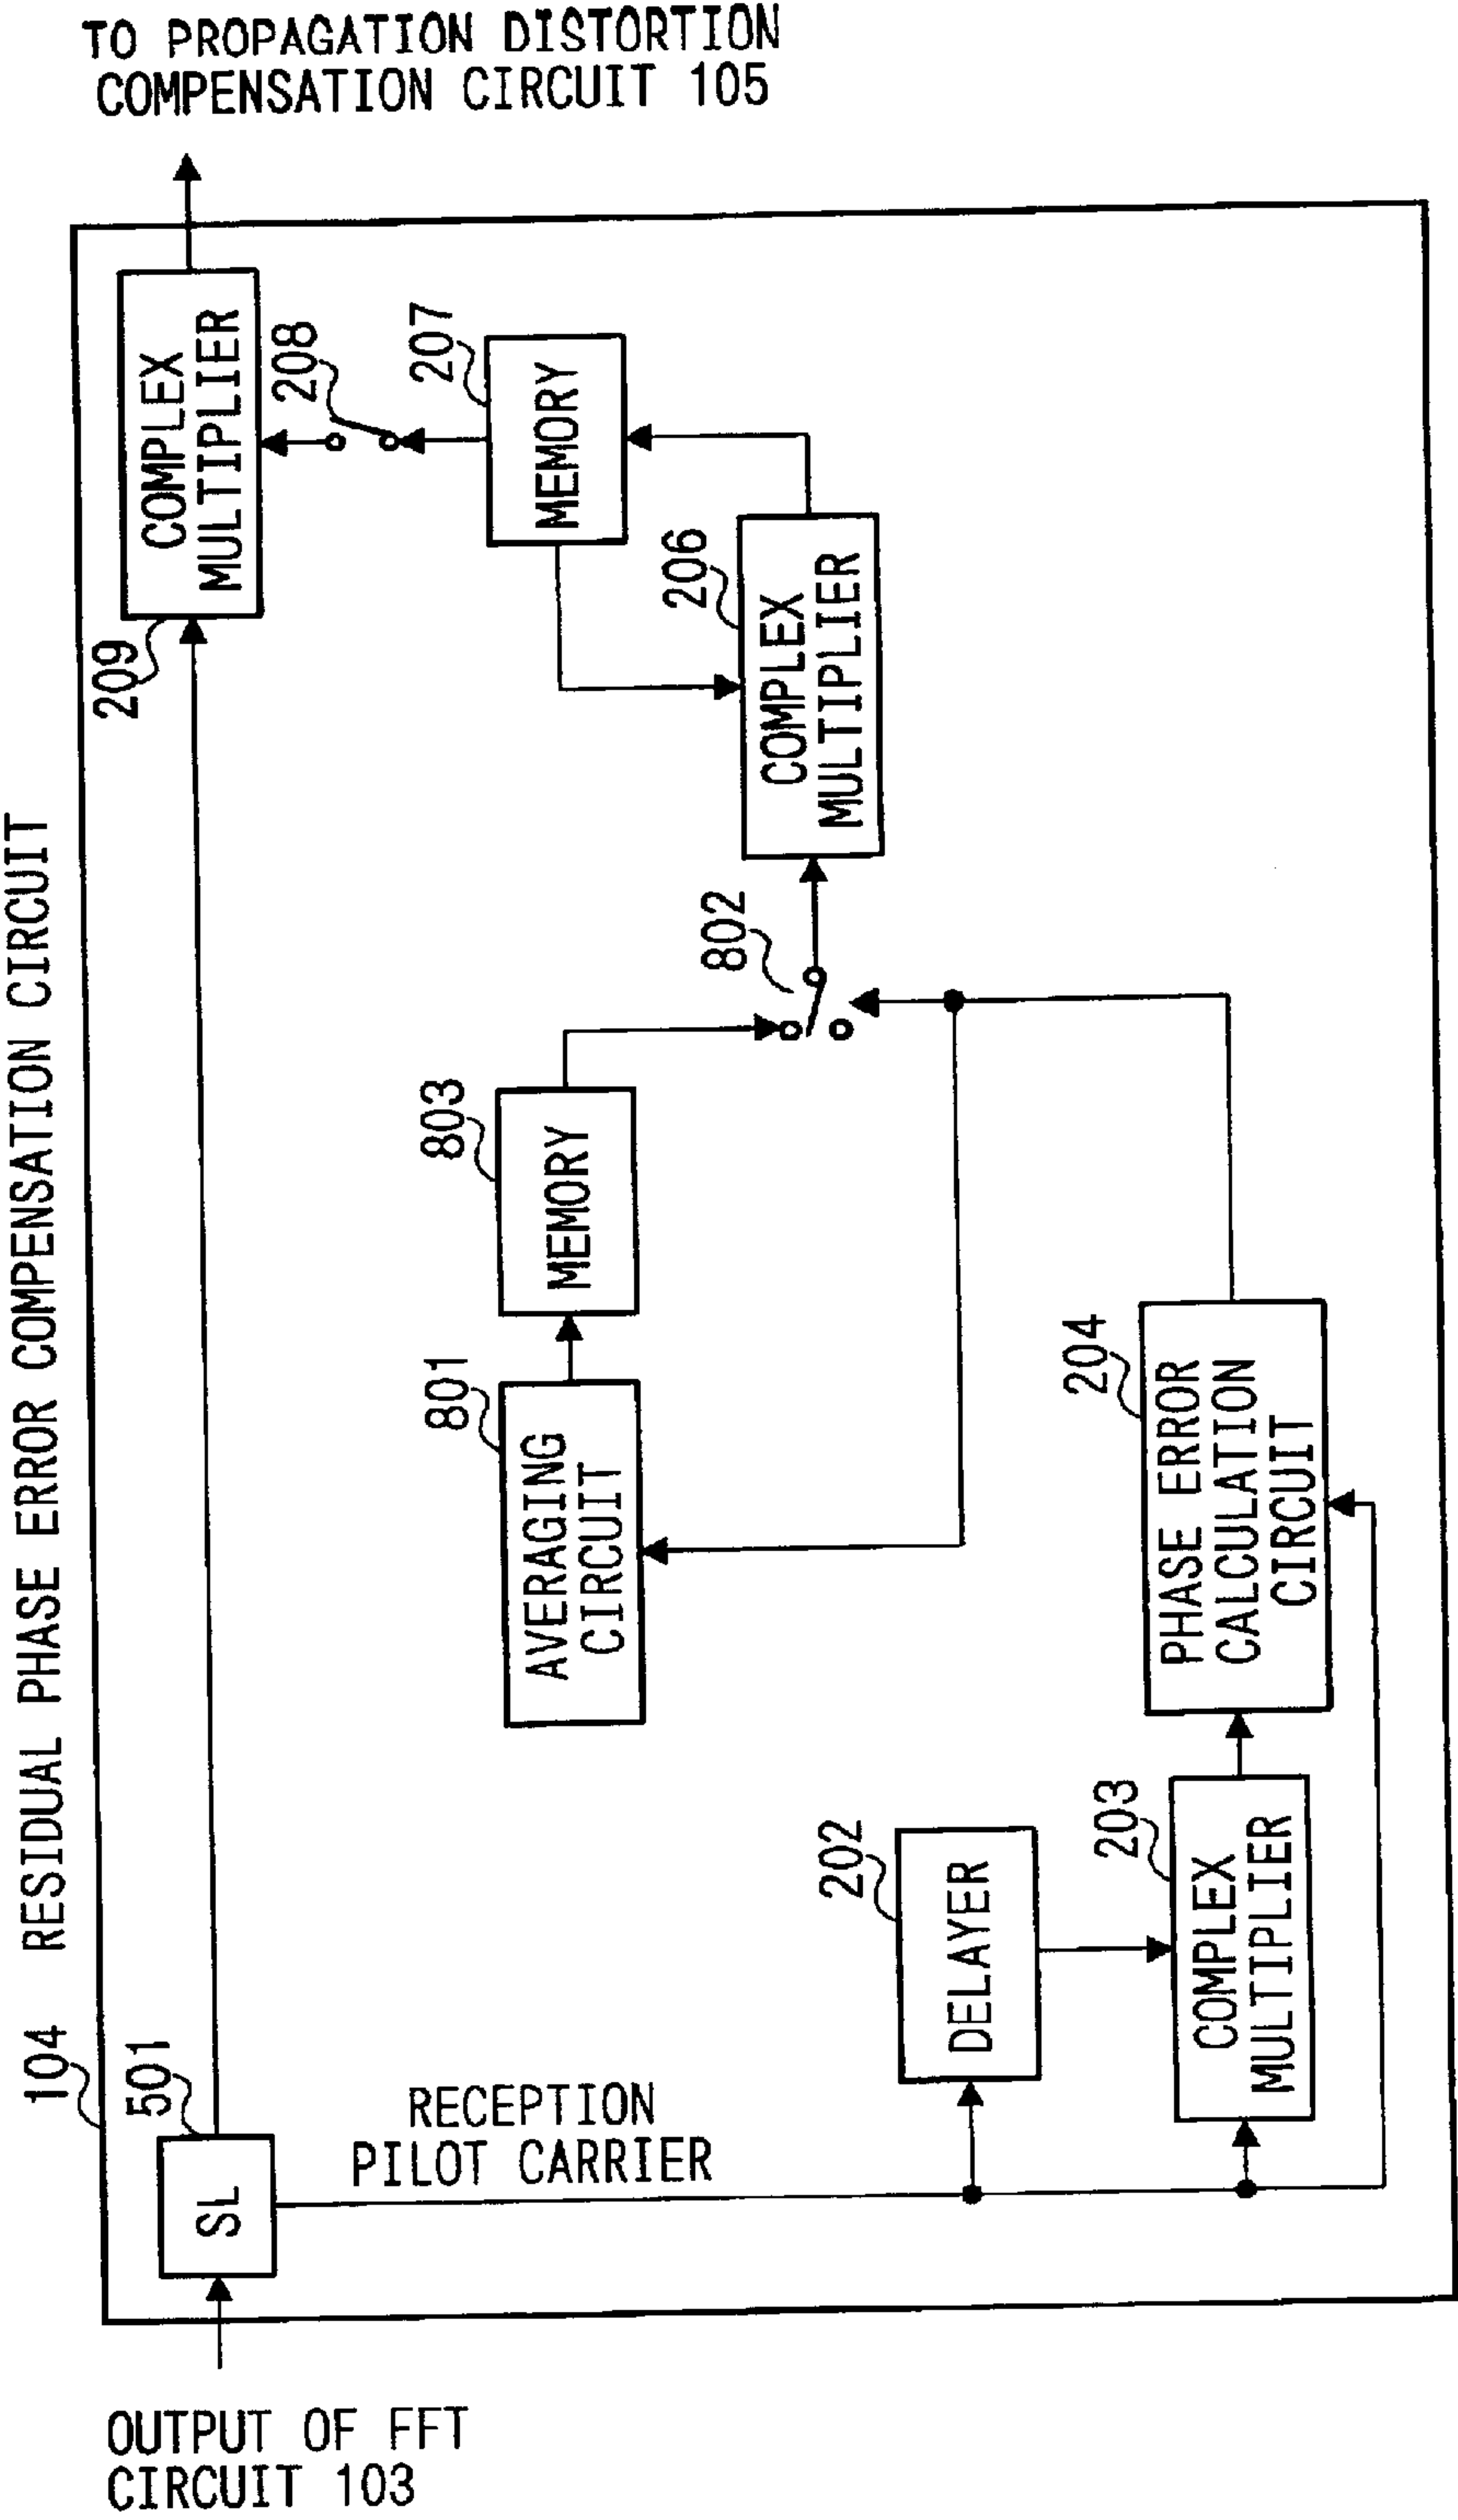 104 RESIDUAL PHASE ERROR COMPENSATION CIRCUIT
OUTPUT OF FFT
CIRCUIT 103
SL
501
RECEPTION
PILOT CARRIER
DELAYER
202
COMPLEX
MULTIPLIER
203
PHASE ERROR
CALCULATION
CIRCUIT
204
AVERAGING
CIRCUIT
801
MEMORY
803
802
COMPLEX
MULTIPLIER
206
MEMORY
207
208
COMPLEX
MULTIPLIER
209
TO PROPAGATION DISTORTION
COMPENSATION CIRCUIT 105